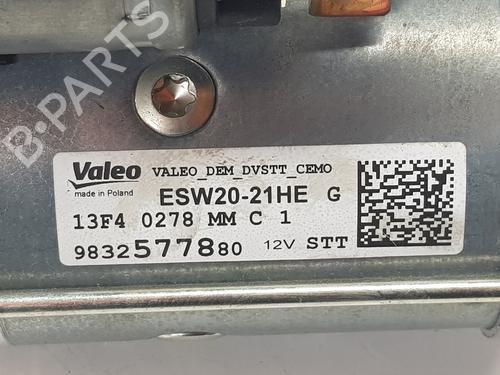 B-PARTS
Valeo VALEO_DEM_DVSTT_CEMO
made in Poland ESW20-21HE G
13F4 0278 MM C 1
9832577880 12V STT